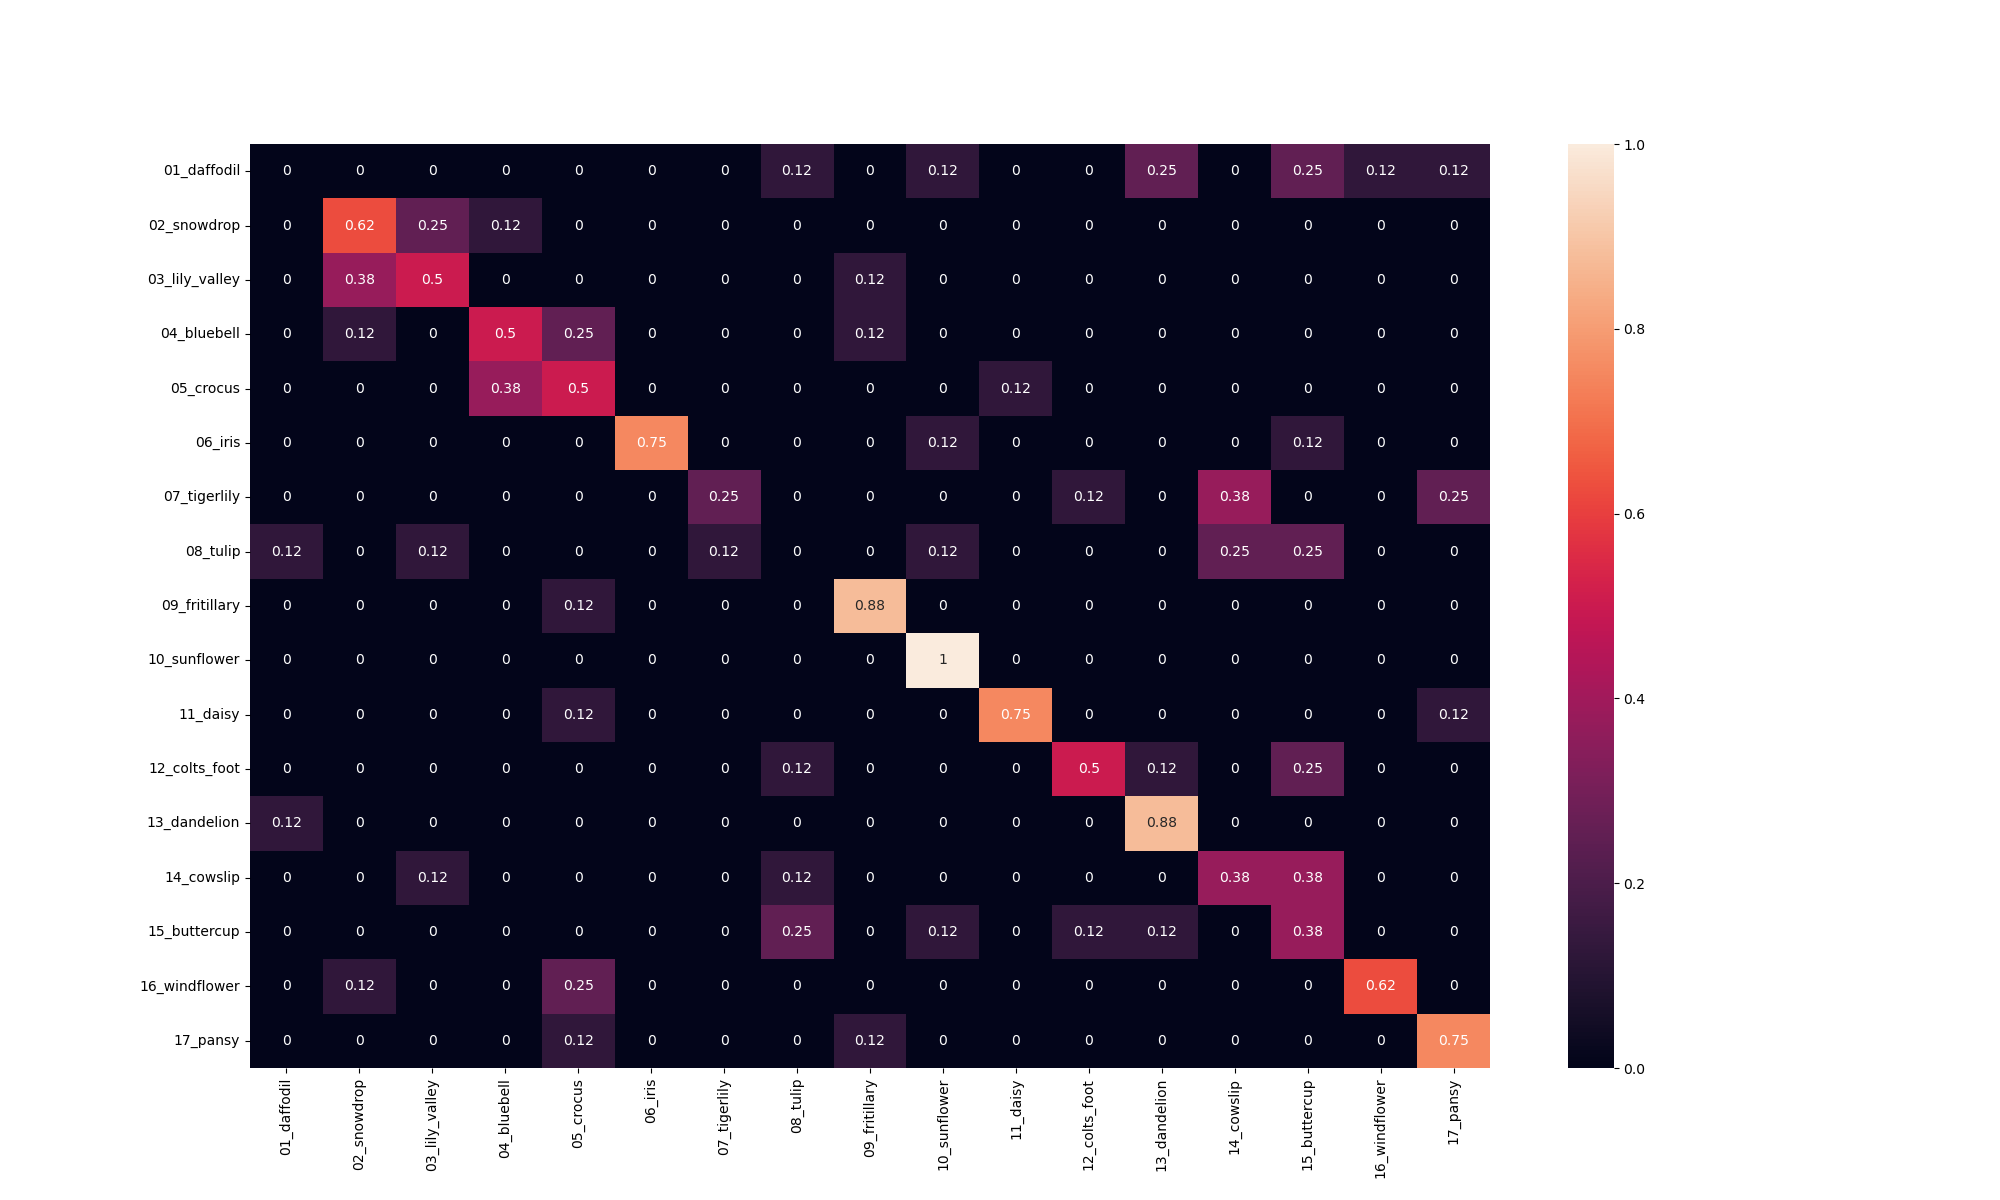 01_daffodil 0 0 0 0 0 0 0 0.12 0 0.12 0 0 0.25 0 0.25 0.12 0.12
02_snowdrop 0 0.62 0.25 0.12 0 0 0 0 0 0 0 0 0 0 0 0 0
03_lily_valley 0 0.38 0.5 0 0 0 0 0 0.12 0 0 0 0 0 0 0 0
04_bluebell 0 0.12 0 0.5 0.25 0 0 0 0.12 0 0 0 0 0 0 0 0
05_crocus 0 0 0 0.38 0.5 0 0 0 0 0 0.12 0 0 0 0 0 0
06_iris 0 0 0 0 0 0.75 0 0 0 0.12 0 0 0 0 0.12 0 0
07_tigerlily 0 0 0 0 0 0 0.25 0 0 0 0 0.12 0 0.38 0 0 0.25
08_tulip 0.12 0 0.12 0 0 0 0.12 0 0 0.12 0 0 0 0.25 0.25 0 0
09_fritillary 0 0 0 0 0.12 0 0 0 0.88 0 0 0 0 0 0 0 0
10_sunflower 0 0 0 0 0 0 0 0 0 1 0 0 0 0 0 0 0
11_daisy 0 0 0 0 0.12 0 0 0 0 0 0.75 0 0 0 0 0 0.12
12_colts_foot 0 0 0 0 0 0 0 0.12 0 0 0 0.5 0.12 0 0.25 0 0
13_dandelion 0.12 0 0 0 0 0 0 0 0 0 0 0 0.88 0 0 0 0
14_cowslip 0 0 0.12 0 0 0 0 0.12 0 0 0 0 0 0.38 0.38 0 0
15_buttercup 0 0 0 0 0 0 0 0.25 0 0.12 0 0.12 0.12 0 0.38 0 0
16_windflower 0 0.12 0 0 0.25 0 0 0 0 0 0 0 0 0 0 0.62 0
17_pansy 0 0 0 0 0.12 0 0 0 0.12 0 0 0 0 0 0 0 0.75
01_daffodil
02_snowdrop
03_lily_valley
04_bluebell
05_crocus
06_iris
07_tigerlily
08_tulip
09_fritillary
10_sunflower
11_daisy
12_colts_foot
13_dandelion
14_cowslip
15_buttercup
16_windflower
17_pansy
1.0
0.8
0.6
0.4
0.2
0.0